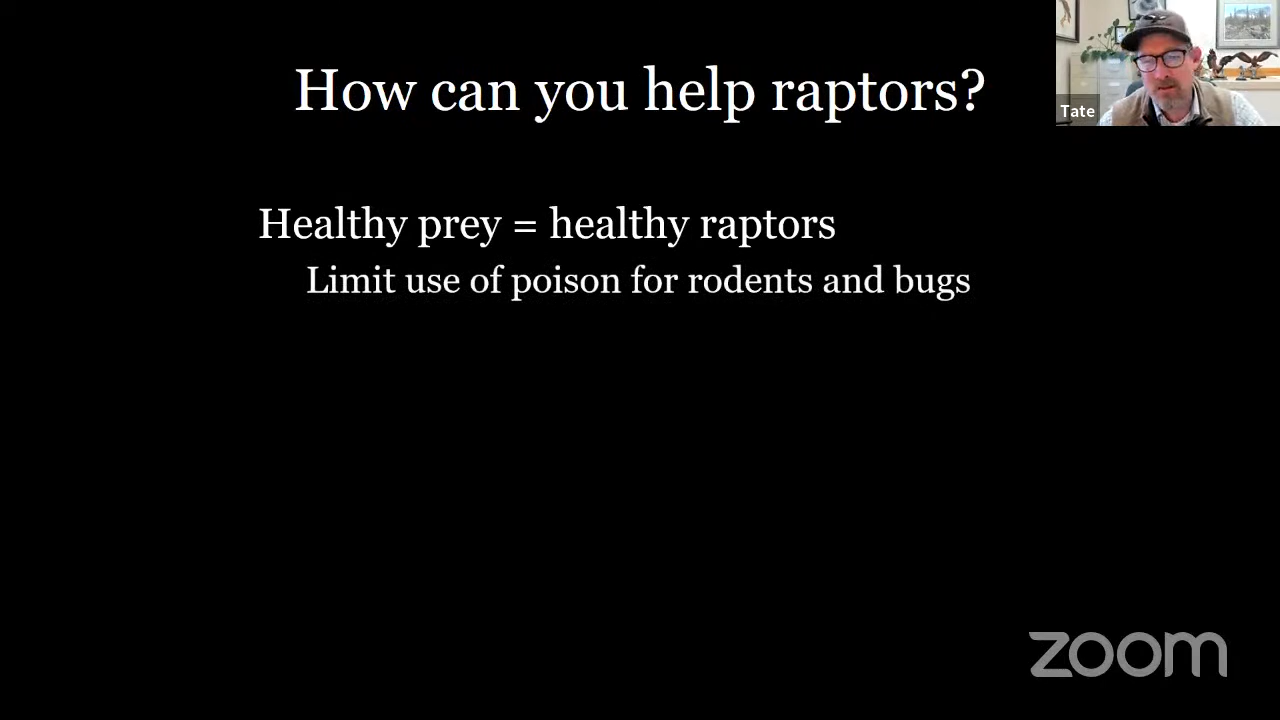 How can you help raptors?
Tate
Healthy prey = healthy raptors
Limit use of poison for rodents and bugs
zoom